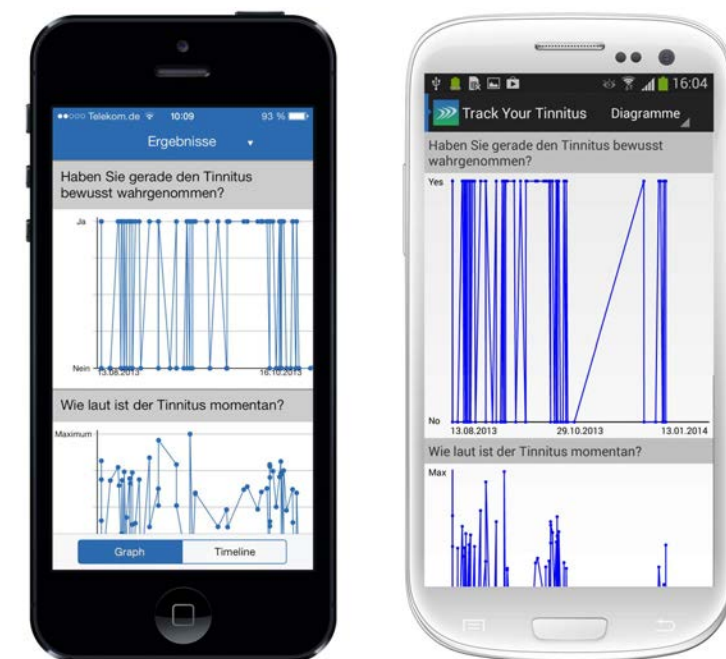 ●●○○○ Telekom.de 10:09 93 %
Ergebnisse
Haben Sie gerade den Tinnitus
bewusst wahrgenommen?
Ja
Nein
13.08.2013 16.10.2013
Wie laut ist der Tinnitus momentan?
Maximum
Graph Timeline
16:04
Track Your Tinnitus Diagramme
Haben Sie gerade den Tinnitus bewusst
wahrgenommen?
Yes
No
13.08.2013 29.10.2013 13.01.2014
Wie laut ist der Tinnitus momentan?
Max